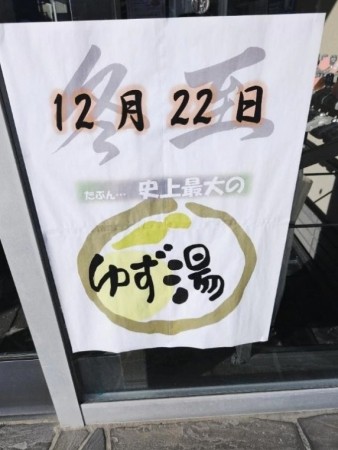 冬至
12月22日
たぶん… 史上最大の
ゆず湯